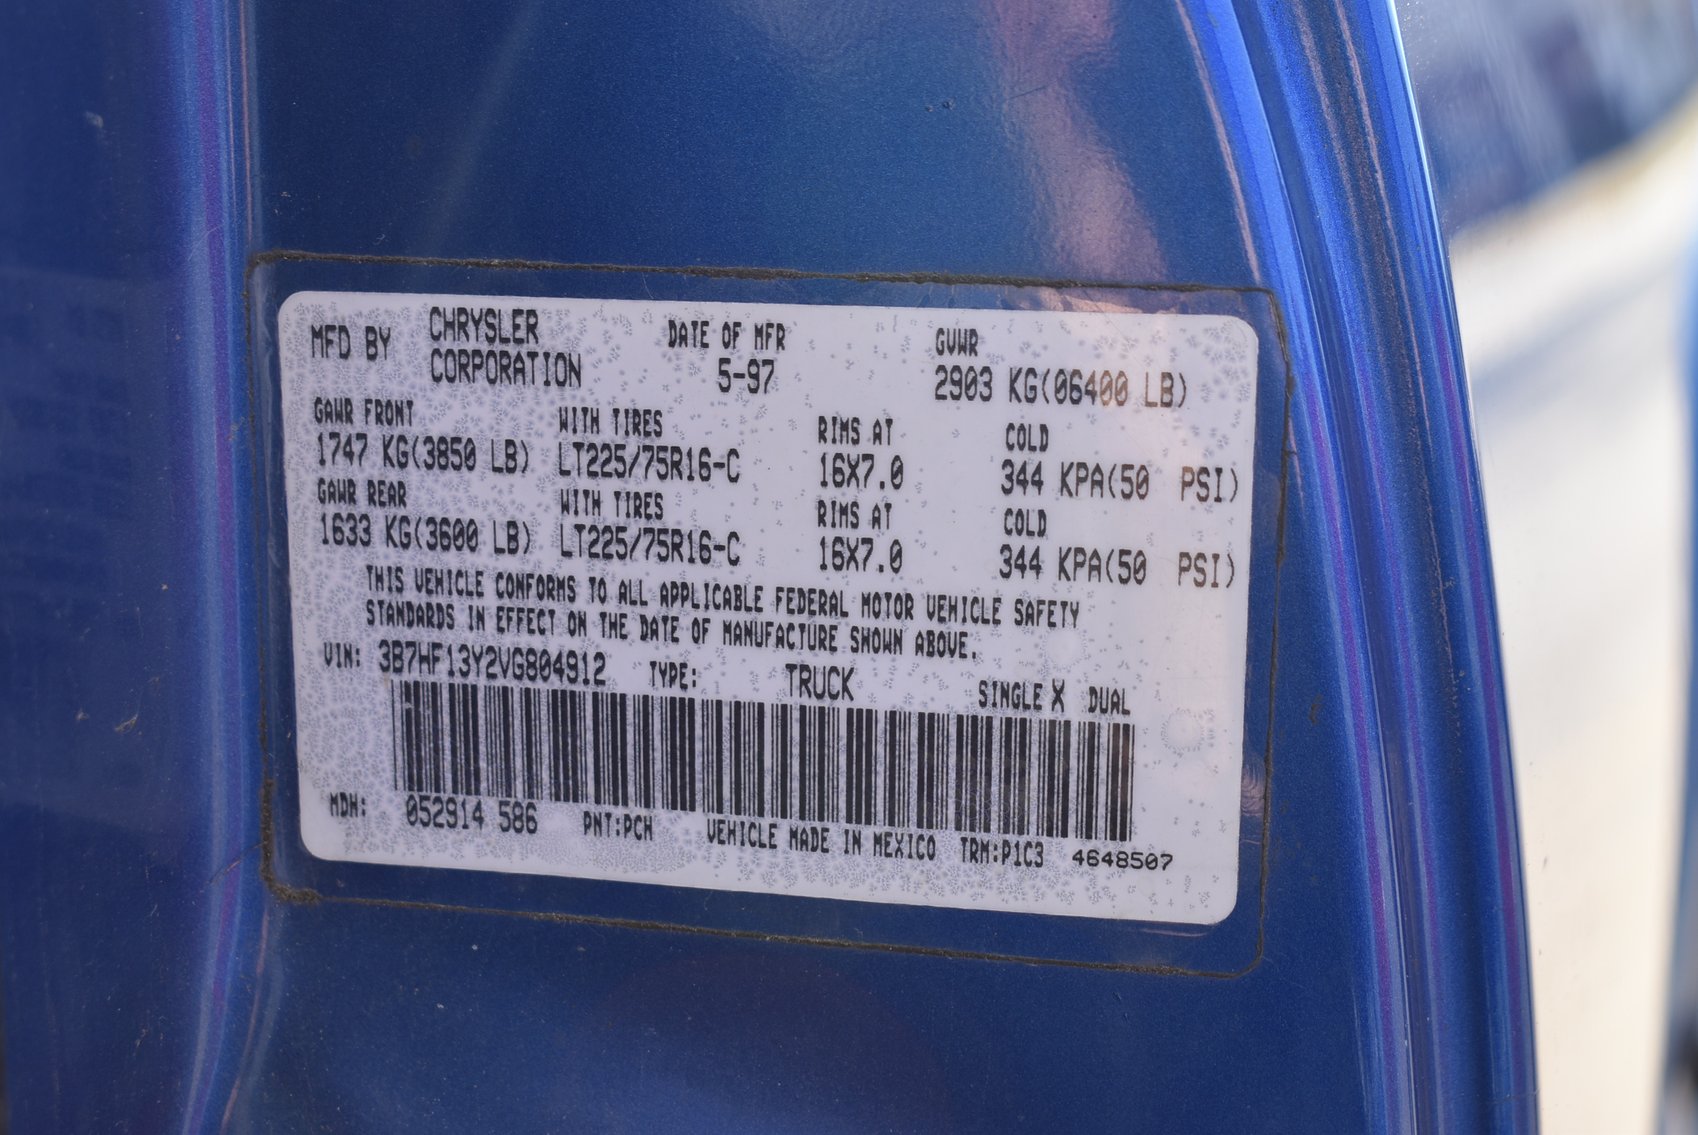 MFD BY CHRYSLER CORPORATION DATE OF MFR 5-97 GVWR 2903 KG(06400 LB)
GAWR FRONT WITH TIRES RIMS AT COLD
1747 KG(3850 LB) LT225/75R16-C 16X7.0 344 KPA(50 PSI)
GAWR REAR WITH TIRES RIMS AT COLD
1633 KG(3600 LB) LT225/75R16-C 16X7.0 344 KPA(50 PSI)
THIS VEHICLE CONFORMS TO ALL APPLICABLE FEDERAL MOTOR VEHICLE SAFETY
STANDARDS IN EFFECT ON THE DATE OF MANUFACTURE SHOWN ABOVE.
VIN: 3B7HF13Y2VG804912 TYPE: TRUCK SINGLE X DUAL
MDH: 052914 586 PNT:PCH VEHICLE MADE IN MEXICO TRM:P1C3 4648507